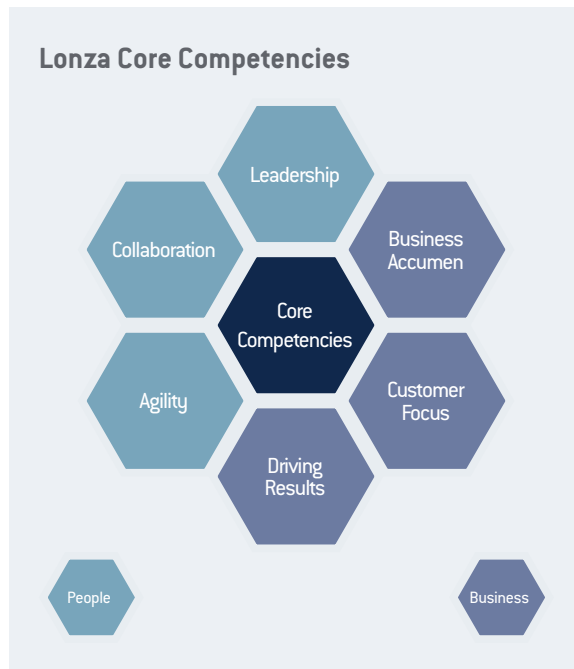 Lonza Core Competencies
Leadership
Collaboration
Business
Accumen
Core
Competencies
Agility
Customer
Focus
Driving
Results
People
Business